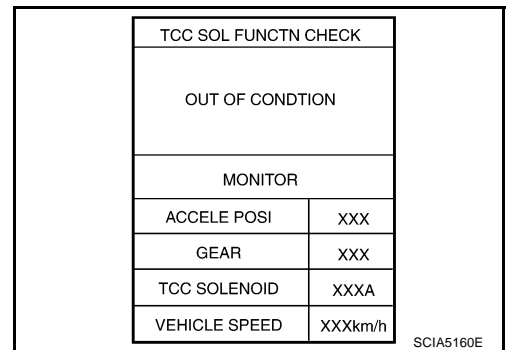 TCC SOL FUNCTN CHECK
OUT OF CONDTION
MONITOR
ACCELE POSI XXX
GEAR XXX
TCC SOLENOID XXXA
VEHICLE SPEED XXXkm/h
SCIA5160E